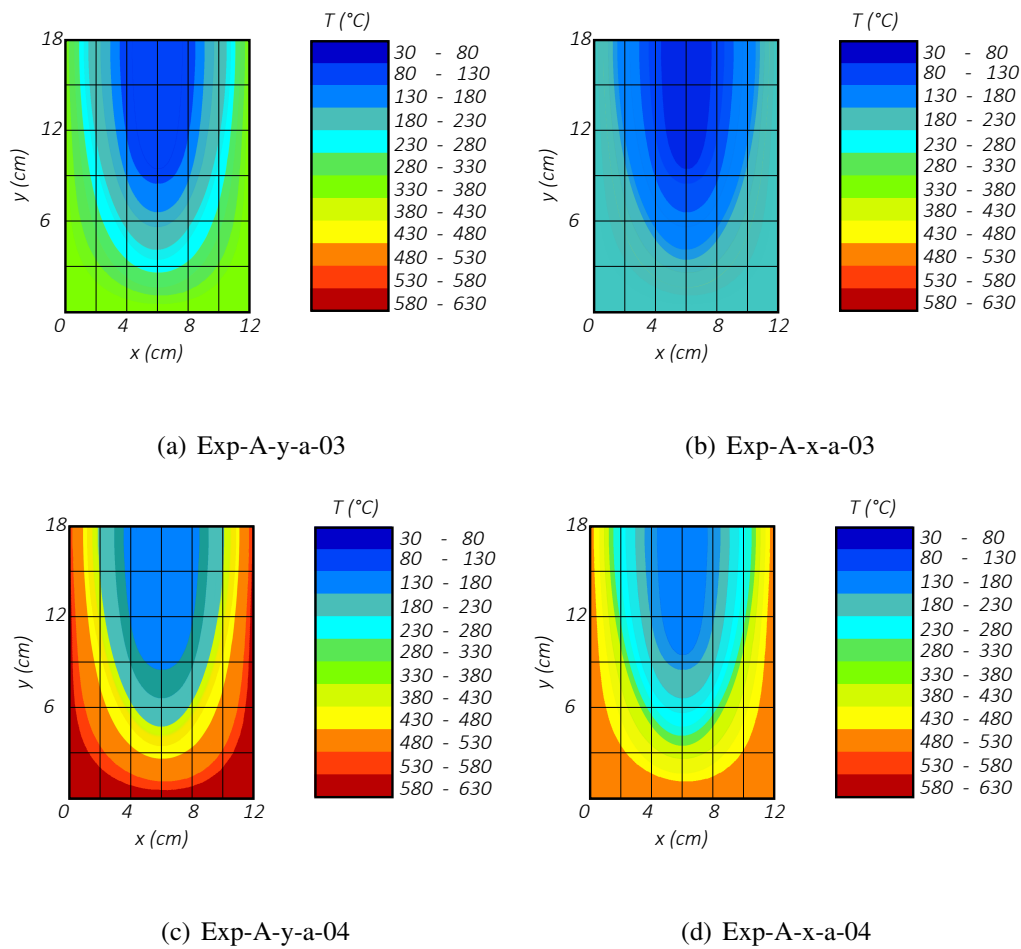 T (°C)
18
12
6
y (cm)
0
4
8
12
x (cm)
30 - 80
80 - 130
130 - 180
180 - 230
230 - 280
280 - 330
330 - 380
380 - 430
430 - 480
480 - 530
530 - 580
580 - 630
(a) Exp-A-y-a-03
T (°C)
18
12
6
y (cm)
0
4
8
12
x (cm)
30 - 80
80 - 130
130 - 180
180 - 230
230 - 280
280 - 330
330 - 380
380 - 430
430 - 480
480 - 530
530 - 580
580 - 630
(b) Exp-A-x-a-03
T (°C)
18
12
6
y (cm)
0
4
8
12
x (cm)
30 - 80
80 - 130
130 - 180
180 - 230
230 - 280
280 - 330
330 - 380
380 - 430
430 - 480
480 - 530
530 - 580
580 - 630
(c) Exp-A-y-a-04
T (°C)
18
12
6
y (cm)
0
4
8
12
x (cm)
30 - 80
80 - 130
130 - 180
180 - 230
230 - 280
280 - 330
330 - 380
380 - 430
430 - 480
480 - 530
530 - 580
580 - 630
(d) Exp-A-x-a-04